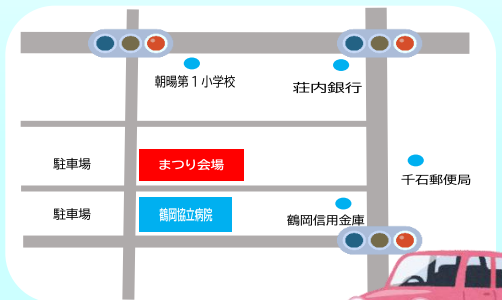 朝暘第1小学校
荘内銀行
駐車場
まつり会場
千石郵便局
駐車場
鶴岡協立病院
鶴岡信用金庫